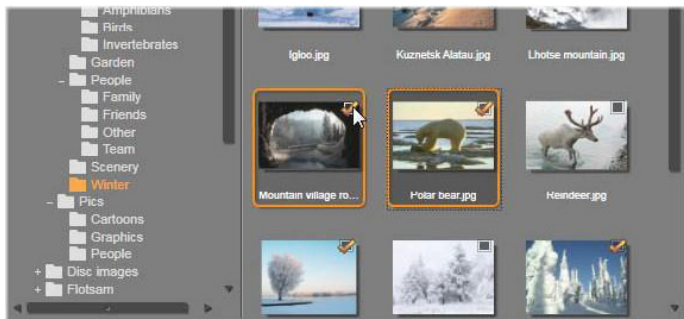 Amphibians
Birds
Invertebrates
Garden
- People
Family
Friends
Other
Team
Scenery
Winter
- Pics
Cartoons
Graphics
People
+ Disc images
+ Flotsam
Igloo.jpg
Kuznetsk Alatau.jpg
Lhotse mountain.jpg
Mountain village ro...
Polar bear.jpg
Reindeer.jpg